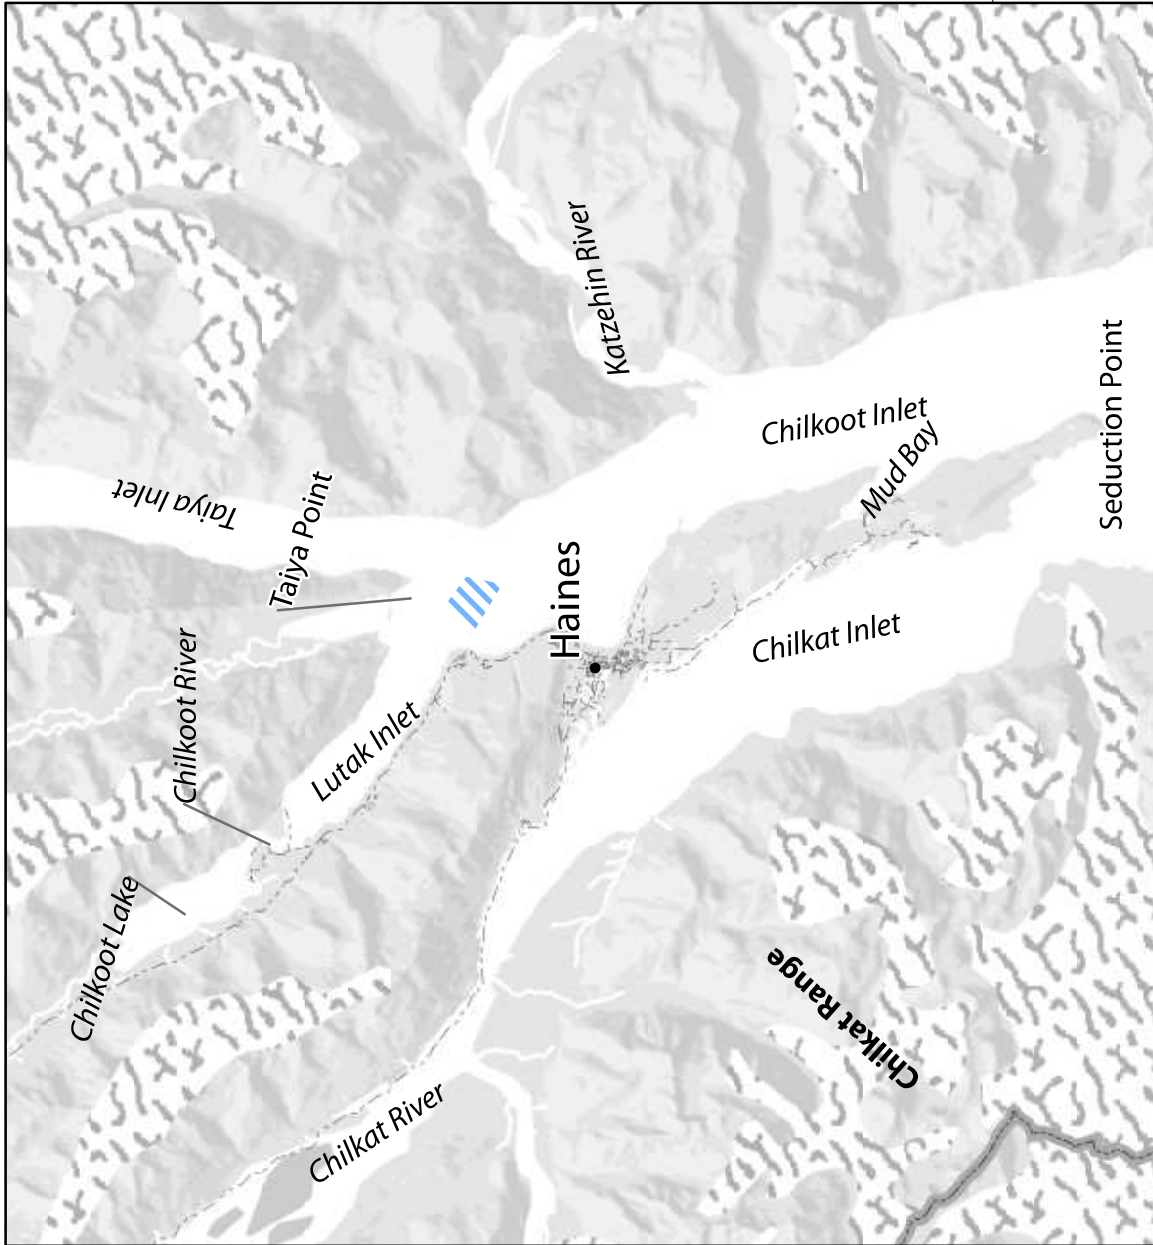 Taiya Inlet
Taiya Point
Chilkoot River
Chilkoot Lake
Lutak Inlet
Katzehin River
Haines
Chilkoot Inlet
Mud Bay
Seduction Point
Chilkat Inlet
Chilkat River
Chilkat Range